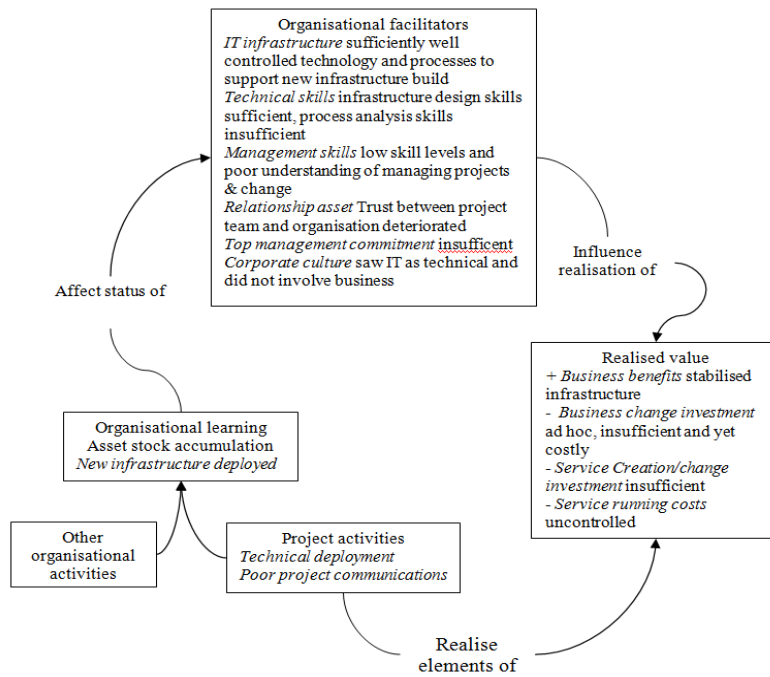 Organisational facilitators
IT infrastructure sufficiently well
controlled technology and processes to
support new infrastructure build
Technical skills infrastructure design skills
sufficient, process analysis skills
insufficient
Management skills low skill levels and
poor understanding of managing projects
& change
Relationship asset Trust between project
team and organisation deteriorated
Top management commitment insufficent
Corporate culture saw IT as technical and
did not involve business
Influence
realisation of
Affect status of
Realised value
+ Business benefits stabilised
infrastructure
- Business change investment
ad hoc, insufficient and yet
costly
- Service Creation/change
investment insufficient
- Service running costs
uncontrolled
Organisational learning
Asset stock accumulation
New infrastructure deployed
Other
organisational
activities
Project activities
Technical deployment
Poor project communications
Realise
elements of